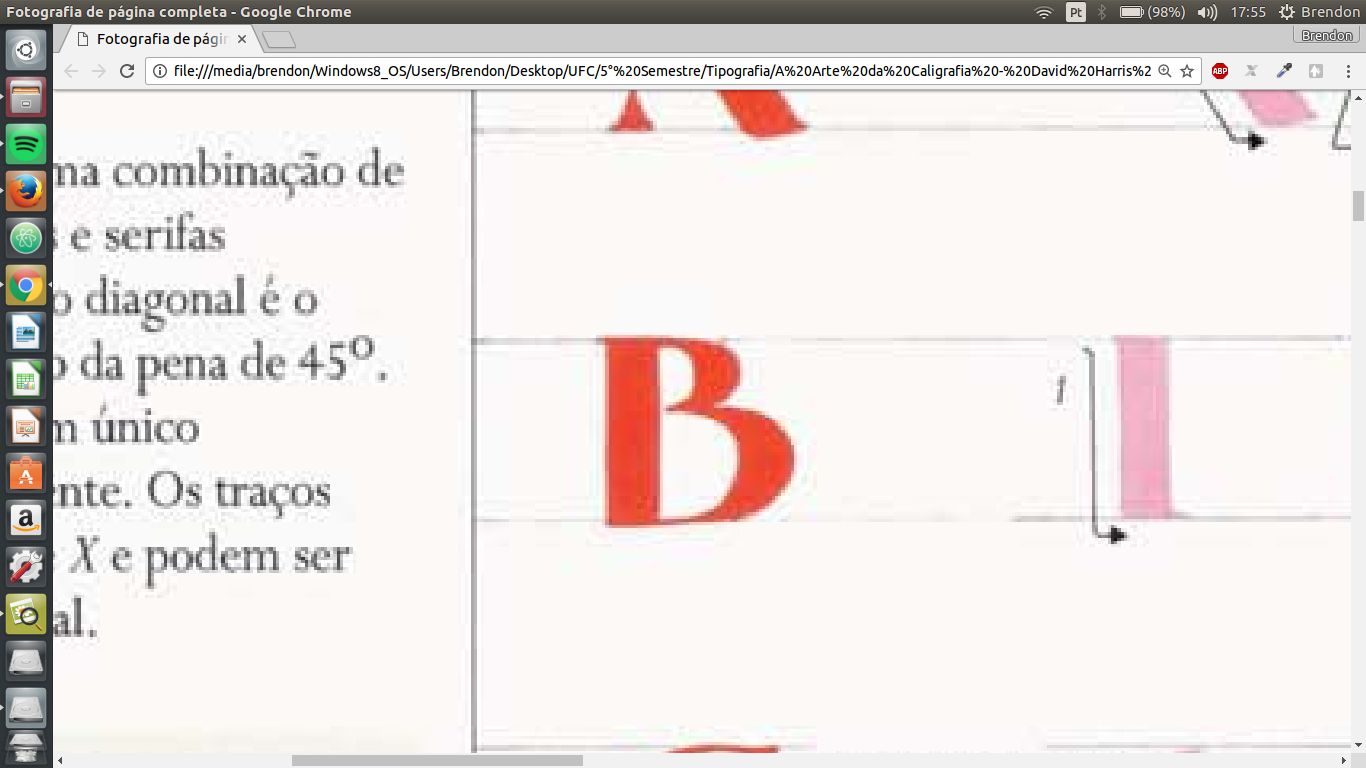 Fotografia de página completa - Google Chrome
Pt
(98%)
17:55
Brendon
Fotografia de págin
Brendon
file:///media/brendon/Windows8_OS/Users/Brendon/Desktop/UFC/5°%20Semestre/Tipografia/A%20Arte%20da%20Caligrafia%20-%20David%20Harris%2
ABP
ma combinação de
s e serifas
o diagonal é o
o da pena de 45º.
m único
ente. Os traços
X e podem ser
al.
B
1